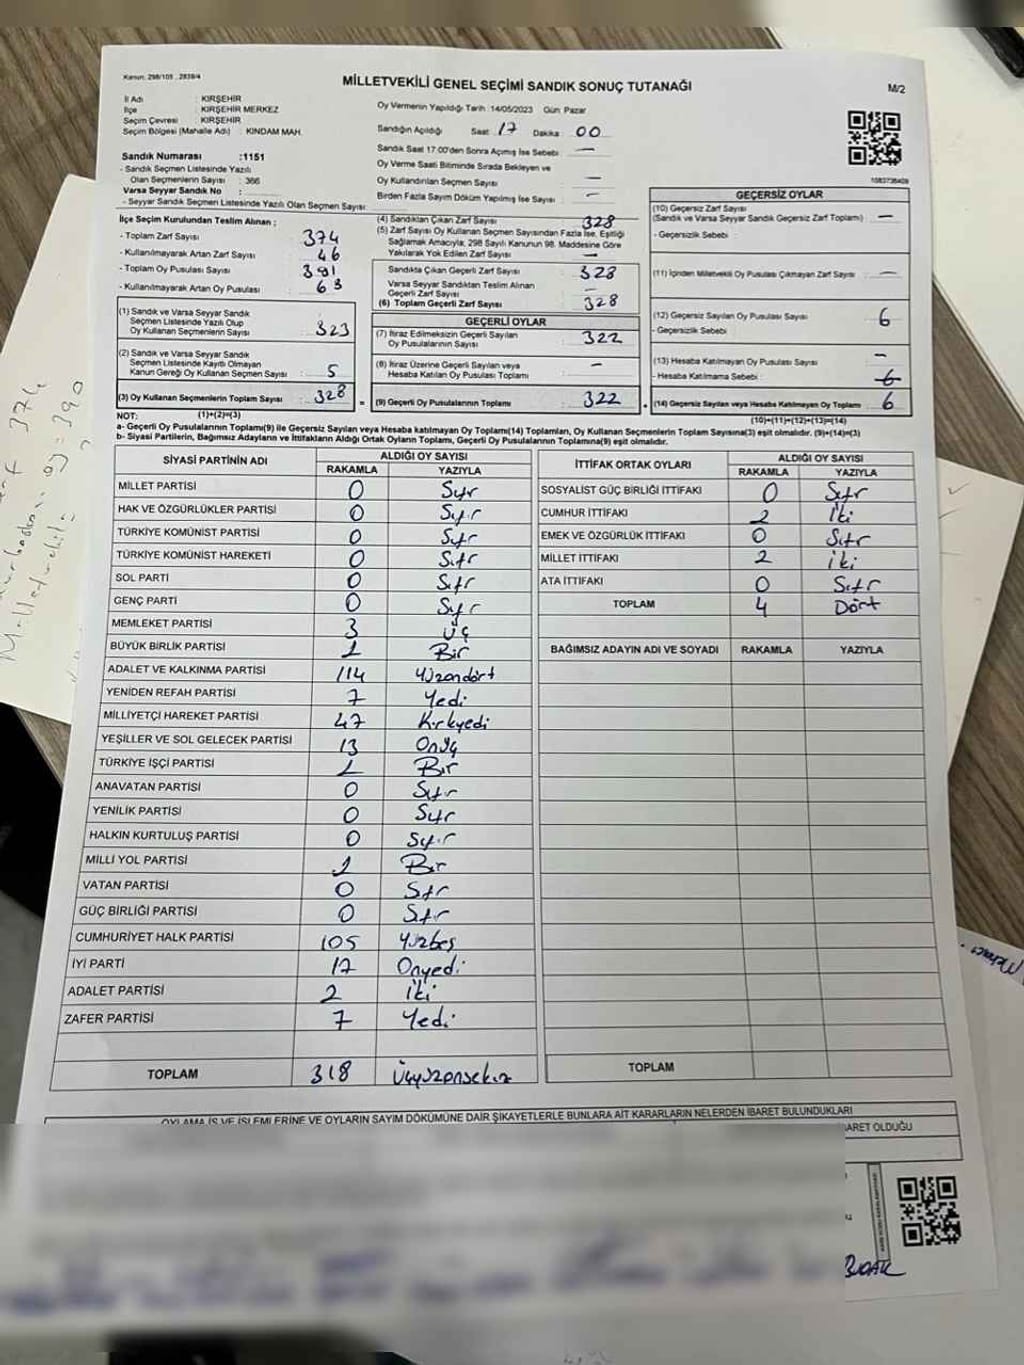 Kanun: 298/105 , 2839/4
MİLLETVEKİLİ GENEL SEÇİMİ SANDIK SONUÇ TUTANAĞI
M/2
İl Adı : KIRŞEHİR
İlçe : KIRŞEHİR MERKEZ
Seçim Çevresi : KIRŞEHİR
Seçim Bölgesi (Mahalle Adı) : KINDAM MAH.
Oy Vermenin Yapıldığı Tarih :14/05/2023 Gün: Pazar
Sandığın Açıldığı Saat 17 Dakika : 00
Sandık Saat 17:00'den Sonra Açımış İse Sebebi : —
Oy Verme Saati Bitiminde Sırada Bekleyen ve
Oy Kullandırılan Seçmen Sayısı —
Birden Fazla Sayım Döküm Yapılmış İse Sayısı : —
Sandık Numarası :1151
- Sandık Seçmen Listesinde Yazılı
Olan Seçmenlerin Sayısı : 366
Varsa Seyyar Sandık No :
- Seyyar Sandık Seçmen Listesinde Yazılı Olan Seçmen Sayısı:
İlçe Seçim Kurulundan Teslim Alınan ;
- Toplam Zarf Sayısı 374
- Kullanılmayarak Artan Zarf Sayısı : 46
- Toplam Oy Pusulası Sayısı : 391
- Kullanılmayarak Artan Oy Pusulası : 63
(1) Sandık ve Varsa Seyyar Sandık
Seçmen Listesinde Yazılı Olup
Oy Kullanan Seçmenlerin Sayısı : 323
(2) Sandık ve Varsa Seyyar Sandık
Seçmen Listesinde Kayıtlı Olmayan
Kanun Gereği Oy Kullanan Seçmen Sayısı : 5
(3) Oy Kullanan Seçmenlerin Toplam Sayısı : 328
(1)+(2)=(3)
(4) Sandıktan Çıkan Zarf Sayısı 328
(5) Zarf Sayısı Oy Kullanan Seçmen Sayısından Fazla İse, Eşitliği
Sağlamak Amacıyla, 298 Sayılı Kanunun 98. Maddesine Göre
Yakılarak Yok Edilen Zarf Sayısı : —
Sandıkta Çıkan Geçerli Zarf Sayısı : 328
Varsa Seyyar Sandıktan Teslim Alınan
Geçerli Zarf Sayısı : —
(6) Toplam Geçerli Zarf Sayısı : 328
GEÇERLİ OYLAR
(7) İtiraz Edilmeksizin Geçerli Sayılan
Oy Pusulalarının Sayısı : 322
(8) İtiraz Üzerine Geçerli Sayılan veya
Hesaba Katılan Oy Pusulası Toplamı : —
(9) Geçerli Oy Pusulalarının Toplamı : 322
1083736409
GEÇERSİZ OYLAR
(10) Geçersiz Zarf Sayısı
(Sandık ve Varsa Seyyar Sandık Geçersiz Zarf Toplamı) : —
- Geçersizlik Sebebi :
(11) İçinden Milletvekili Oy Pusulası Çıkmayan Zarf Sayısı : —
(12) Geçersiz Sayılan Oy Pusulası Sayısı : 6
- Geçersizlik Sebebi
(13) Hesaba Katılmayan Oy Pusulası Sayısı : —
- Hesaba Katılmama Sebebi : 6
(14) Geçersiz Sayılan veya Hesaba Katılmayan Oy Toplamı : 6
(10)+(11)+(12)+(13)=(14)
NOT:
a- Geçerli Oy Pusulalarının Toplamı(9) ile Geçersiz Sayılan veya Hesaba katılmayan Oy Toplamı(14) Toplamları, Oy Kullanan Seçmenlerin Toplam Sayısına(3) eşit olmalıdır. (9)+(14)=(3)
b- Siyasi Partilerin, Bağımsız Adayların ve İttifakların Aldığı Ortak Oyların Toplamı, Geçerli Oy Pusulalarının Toplamına(9) eşit olmalıdır.
SİYASİ PARTİNİN ADI ALDIĞI OY SAYISI
RAKAMLA YAZIYLA
MİLLET PARTİSİ 0 Sıfır
HAK VE ÖZGÜRLÜKLER PARTİSİ 0 Sıfır
TÜRKİYE KOMÜNİST PARTİSİ 0 Sıfır
TÜRKİYE KOMÜNİST HAREKETİ 0 Sıfır
SOL PARTİ 0 Sıfır
GENÇ PARTİ 0 Sıfır
MEMLEKET PARTİSİ 3 Üç
BÜYÜK BİRLİK PARTİSİ 1 Bir
ADALET VE KALKINMA PARTİSİ 114 Yüzondört
YENİDEN REFAH PARTİSİ 7 Yedi
MİLLİYETÇİ HAREKET PARTİSİ 47 Kırkyedi
YEŞİLLER VE SOL GELECEK PARTİSİ 13 Onüç
TÜRKİYE İŞÇİ PARTİSİ 1 Bir
ANAVATAN PARTİSİ 0 Sıfır
YENİLİK PARTİSİ 0 Sıfır
HALKIN KURTULUŞ PARTİSİ 0 Sıfır
MİLLİ YOL PARTİSİ 1 Bir
VATAN PARTİSİ 0 Sıfır
GÜÇ BİRLİĞİ PARTİSİ 0 Sıfır
CUMHURİYET HALK PARTİSİ 105 Yüzbeş
İYİ PARTİ 17 Onyedi
ADALET PARTİSİ 2 İki
ZAFER PARTİSİ 7 Yedi
TOPLAM 318 Üçyüzonsekiz
İTTİFAK ORTAK OYLARI ALDIĞI OY SAYISI
RAKAMLA YAZIYLA
SOSYALİST GÜÇ BİRLİĞİ İTTİFAKI 0 Sıfır
CUMHUR İTTİFAKI 2 İki
EMEK VE ÖZGÜRLÜK İTTİFAKI 0 Sıfır
MİLLET İTTİFAKI 2 İki
ATA İTTİFAKI 0 Sıfır
TOPLAM 4 Dört
BAĞIMSIZ ADAYIN ADI VE SOYADI RAKAMLA YAZIYLA
TOPLAM
OYLAMA İŞ VE İŞLEMLERİNE VE OYLARIN SAYIM DÖKÜMÜNE DAİR ŞİKAYETLERLE BUNLARA AİT KARARLARIN NELERDEN İBARET BULUNDUKLARI
ARET OLDUĞU